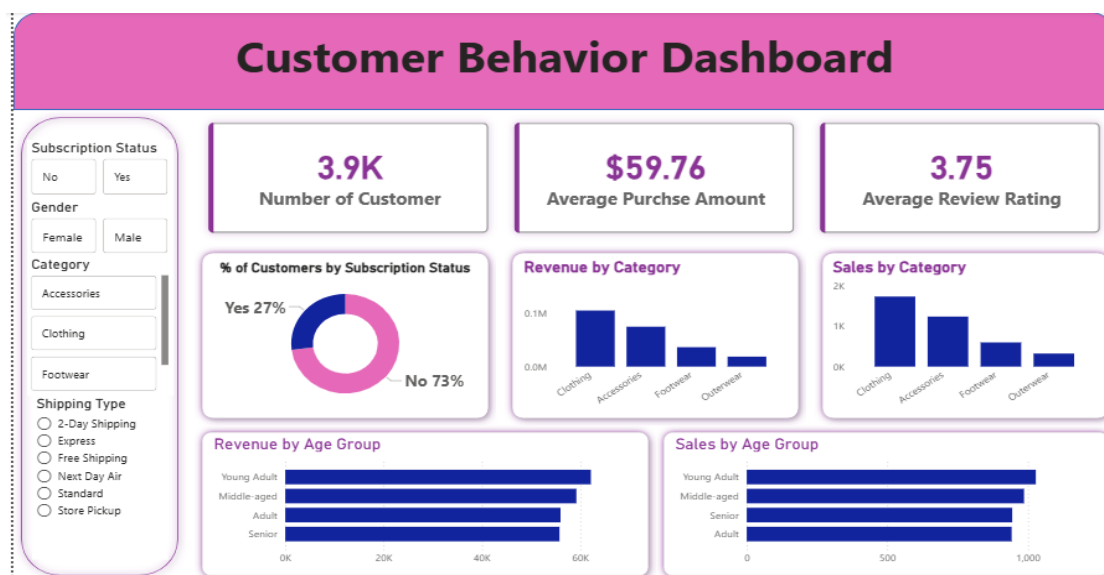 Customer Behavior Dashboard
Subscription Status
No
Yes
Gender
Female
Male
Category
Accessories
Clothing
Footwear
Shipping Type
2-Day Shipping
Express
Free Shipping
Next Day Air
Standard
Store Pickup
3.9K
Number of Customer
$59.76
Average Purchse Amount
3.75
Average Review Rating
% of Customers by Subscription Status
Yes 27%
No 73%
Revenue by Category
0.1M
0.0M
Clothing
Accessories
Footwear
Outerwear
Sales by Category
2K
1K
0K
Clothing
Accessories
Footwear
Outerwear
Revenue by Age Group
Young Adult
Middle-aged
Adult
Senior
0K
20K
40K
60K
Sales by Age Group
Young Adult
Middle-aged
Senior
Adult
0
500
1,000